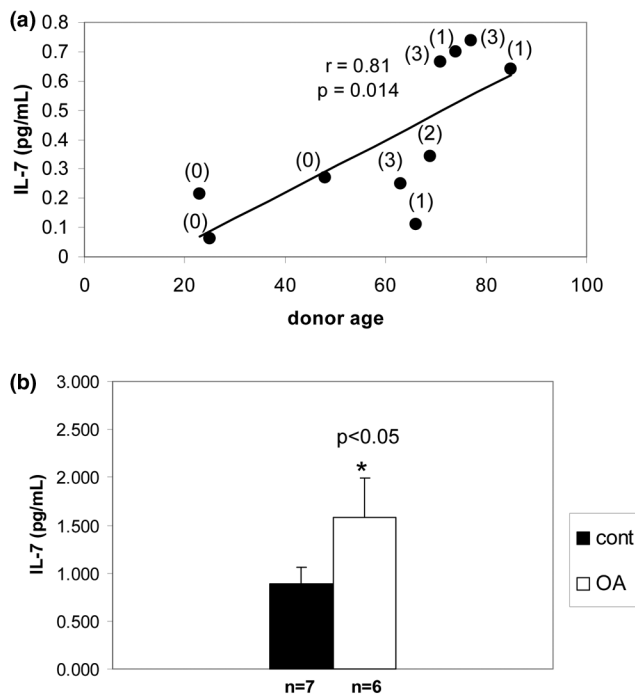 (a)
0.8
0.7
0.6
0.5
0.4
0.3
0.2
0.1
0
IL-7 (pg/mL)
r = 0.81
p = 0.014
(0)
(0)
(0)
(3)
(1)
(2)
(3)
(1)
(3)
(1)
0
20
40
60
80
100
donor age
(b)
3.000
2.500
2.000
1.500
1.000
0.500
0.000
IL-7 (pg/mL)
p<0.05
*
n=7
n=6
cont
OA